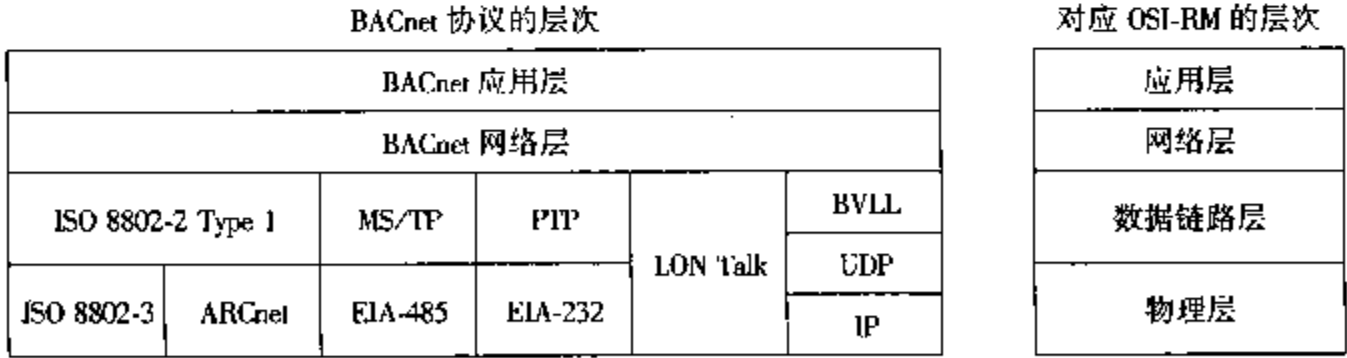 BACnet 协议的层次 对应 OSI-RM 的层次
BACnet 应用层 应用层
BACnet 网络层 网络层
ISO 8802-2 Type 1 MS/TP PTP BVLL 数据链路层
LON Talk UDP
ISO 8802-3 ARCnet EIA-485 EIA-232 IP 物理层